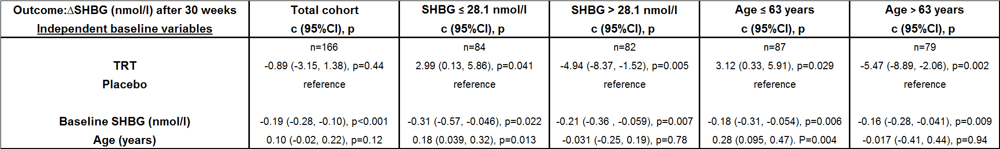 Outcome:∆SHBG (nmol/l) after 30 weeks Total cohort SHBG ≤ 28.1 nmol/l SHBG > 28.1 nmol/l Age ≤ 63 years Age > 63 years
Independent baseline variables c (95%CI), p c (95%CI), p c (95%CI), p c (95%CI), p c (95%CI), p
n=166 n=84 n=82 n=87 n=79
TRT -0.89 (-3.15, 1.38), p=0.44 2.99 (0.13, 5.86), p=0.041 -4.94 (-8.37, -1.52), p=0.005 3.12 (0.33, 5.91), p=0.029 -5.47 (-8.89, -2.06), p=0.002
Placebo reference reference reference reference reference
Baseline SHBG (nmol/l) -0.19 (-0.28, -0.10), p<0.001 -0.31 (-0.57, -0.046), p=0.022 -0.21 (-0.36 , -0.059), p=0.007 -0.18 (-0.31, -0.054), p=0.006 -0.16 (-0.28, -0.041), p=0.009
Age (years) 0.10 (-0.02, 0.22), p=0.12 0.18 (0.039, 0.32), p=0.013 -0.031 (-0.25, 0.19), p=0.78 0.28 (0.095, 0.47). P=0.004 -0.017 (-0.41, 0.44), p=0.94